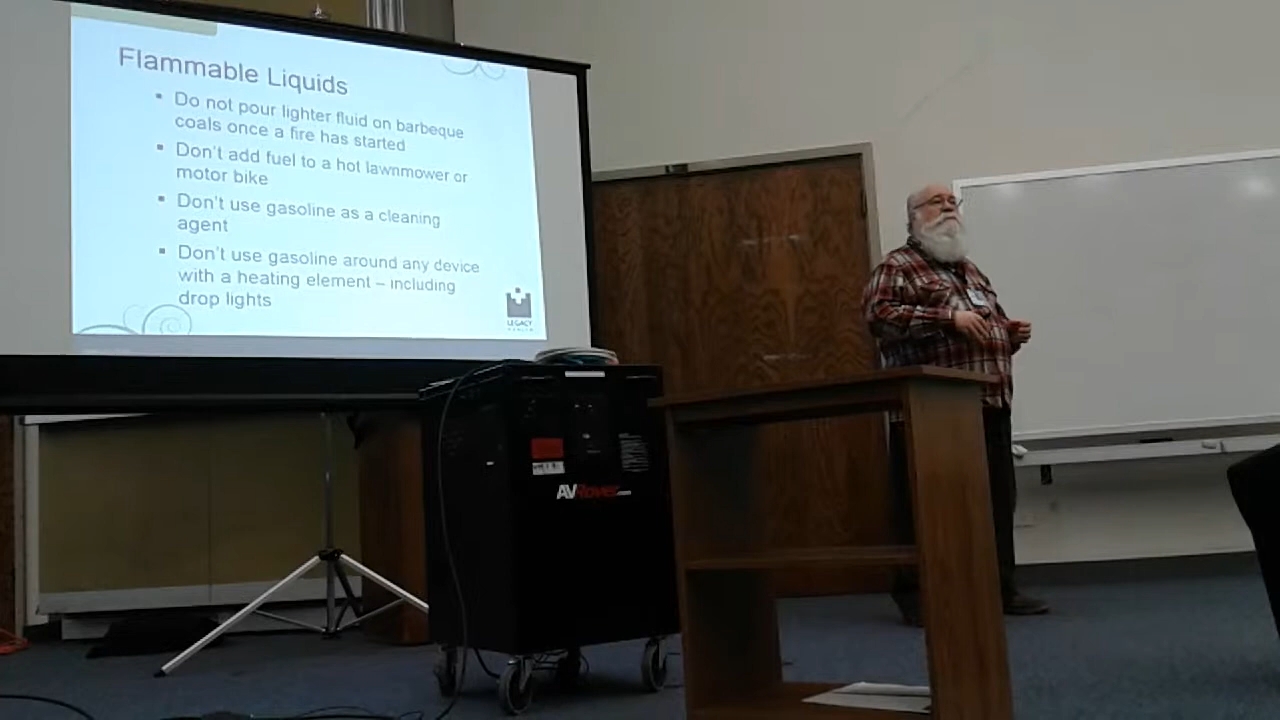 Flammable Liquids
▪ Do not pour lighter fluid on barbeque
coals once a fire has started
▪ Don't add fuel to a hot lawnmower or
motor bike
▪ Don't use gasoline as a cleaning
agent
▪ Don't use gasoline around any device
with a heating element – including
drop lights
LEGACY
HEALTH
AVRover.com